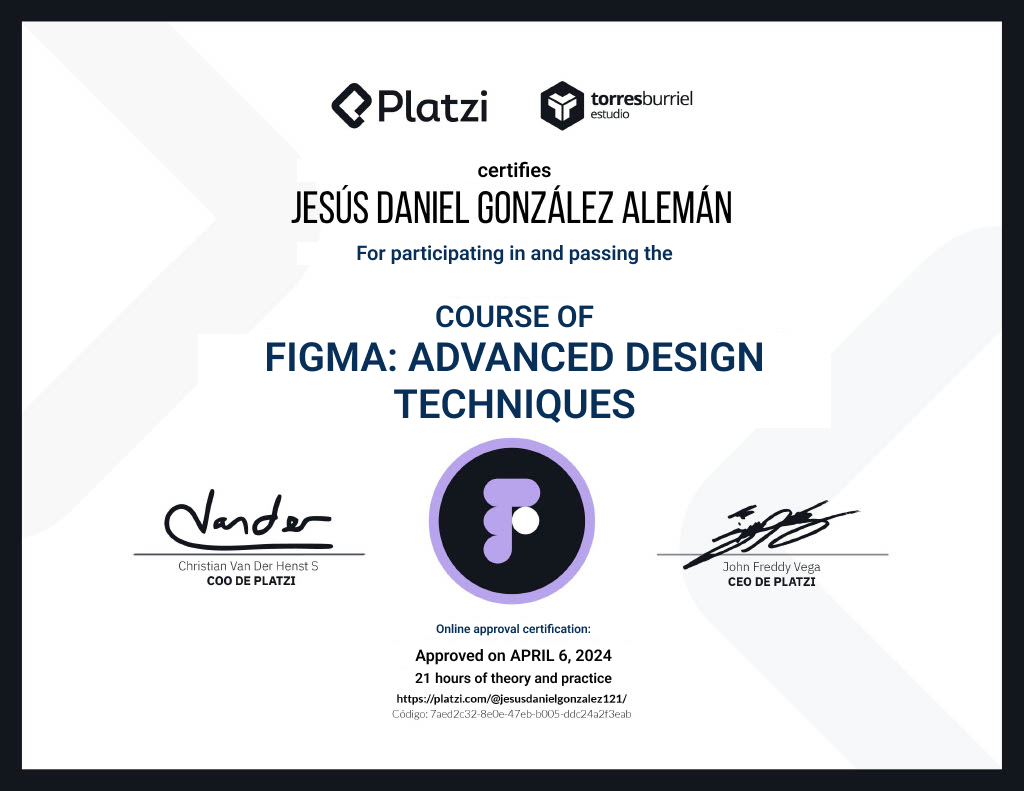 Platzi
torresburriel
estudio
certifies
JESÚS DANIEL GONZÁLEZ ALEMÁN
For participating in and passing the
COURSE OF
FIGMA: ADVANCED DESIGN
TECHNIQUES
Vander
Christian Van Der Henst S
COO DE PLATZI
John Freddy Vega
CEO DE PLATZI
Online approval certification:
Approved on APRIL 6, 2024
21 hours of theory and practice
https://platzi.com/@jesusdanielgonzalez121/
Código: 7aed2c32-8e0e-47eb-b005-ddc24a2f3eab